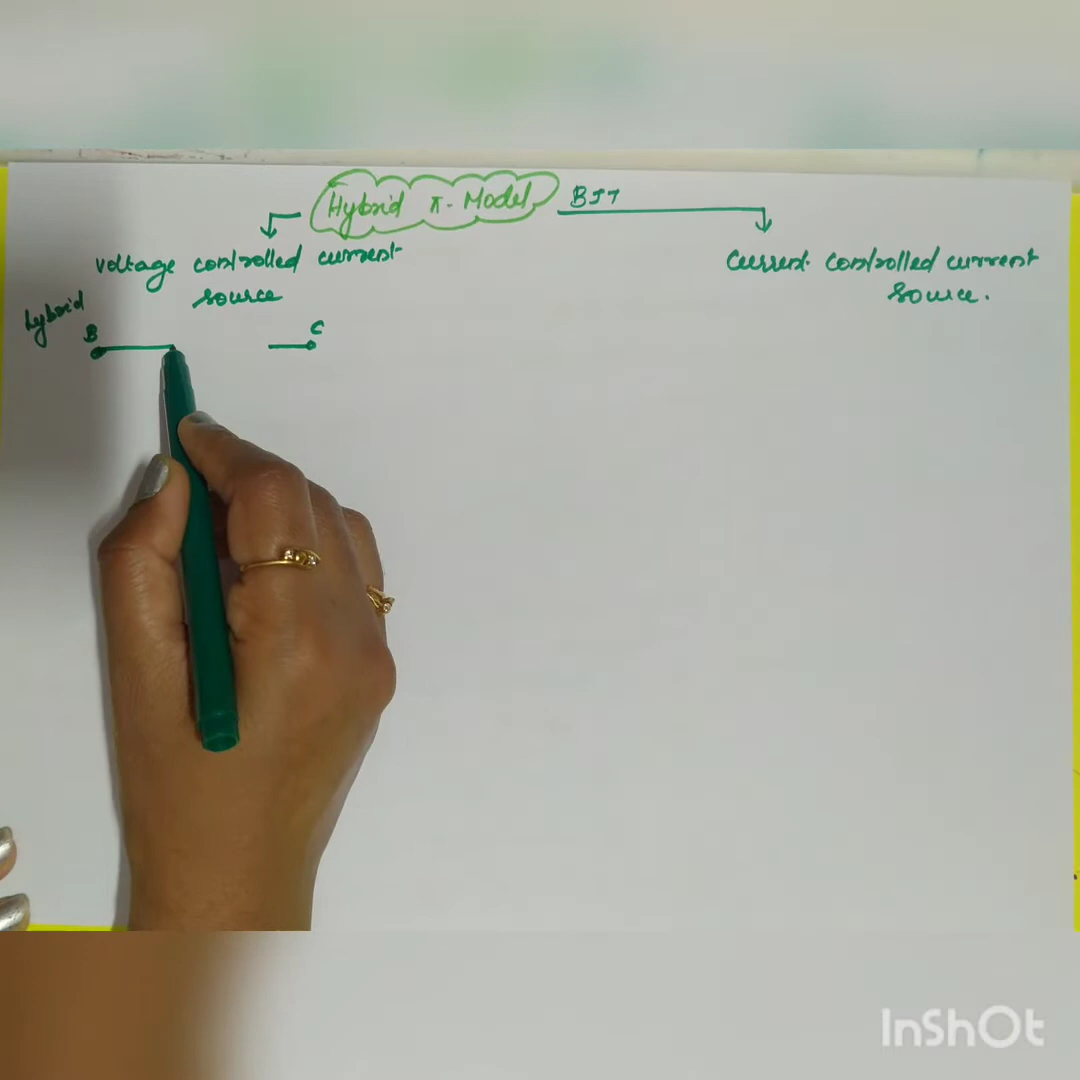 Hybrid π- Model BJT
voltage controlled current source
Current controlled current source.
hybrid
B
C
InShOt